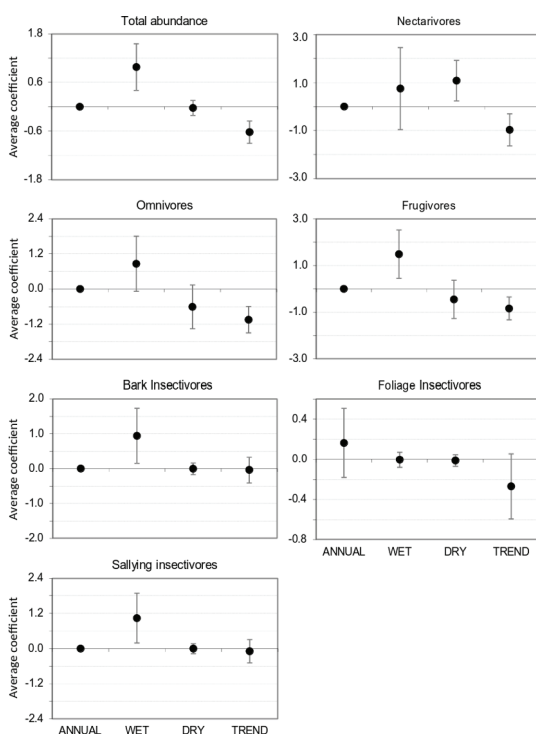 Total abundance
1.8
0.6
-0.6
-1.8
Average coefficient
Nectarivores
3.0
1.0
-1.0
-3.0
Omnivores
2.4
1.2
0.0
-1.2
-2.4
Average coefficient
Frugivores
3.0
1.0
-1.0
-3.0
Bark Insectivores
2.0
1.0
0.0
-1.0
-2.0
Average coefficient
Foliage Insectivores
0.4
0.0
-0.4
-0.8
ANNUAL WET DRY TREND
Sallying insectivores
2.4
1.2
0.0
-1.2
-2.4
Average coefficient
ANNUAL WET DRY TREND